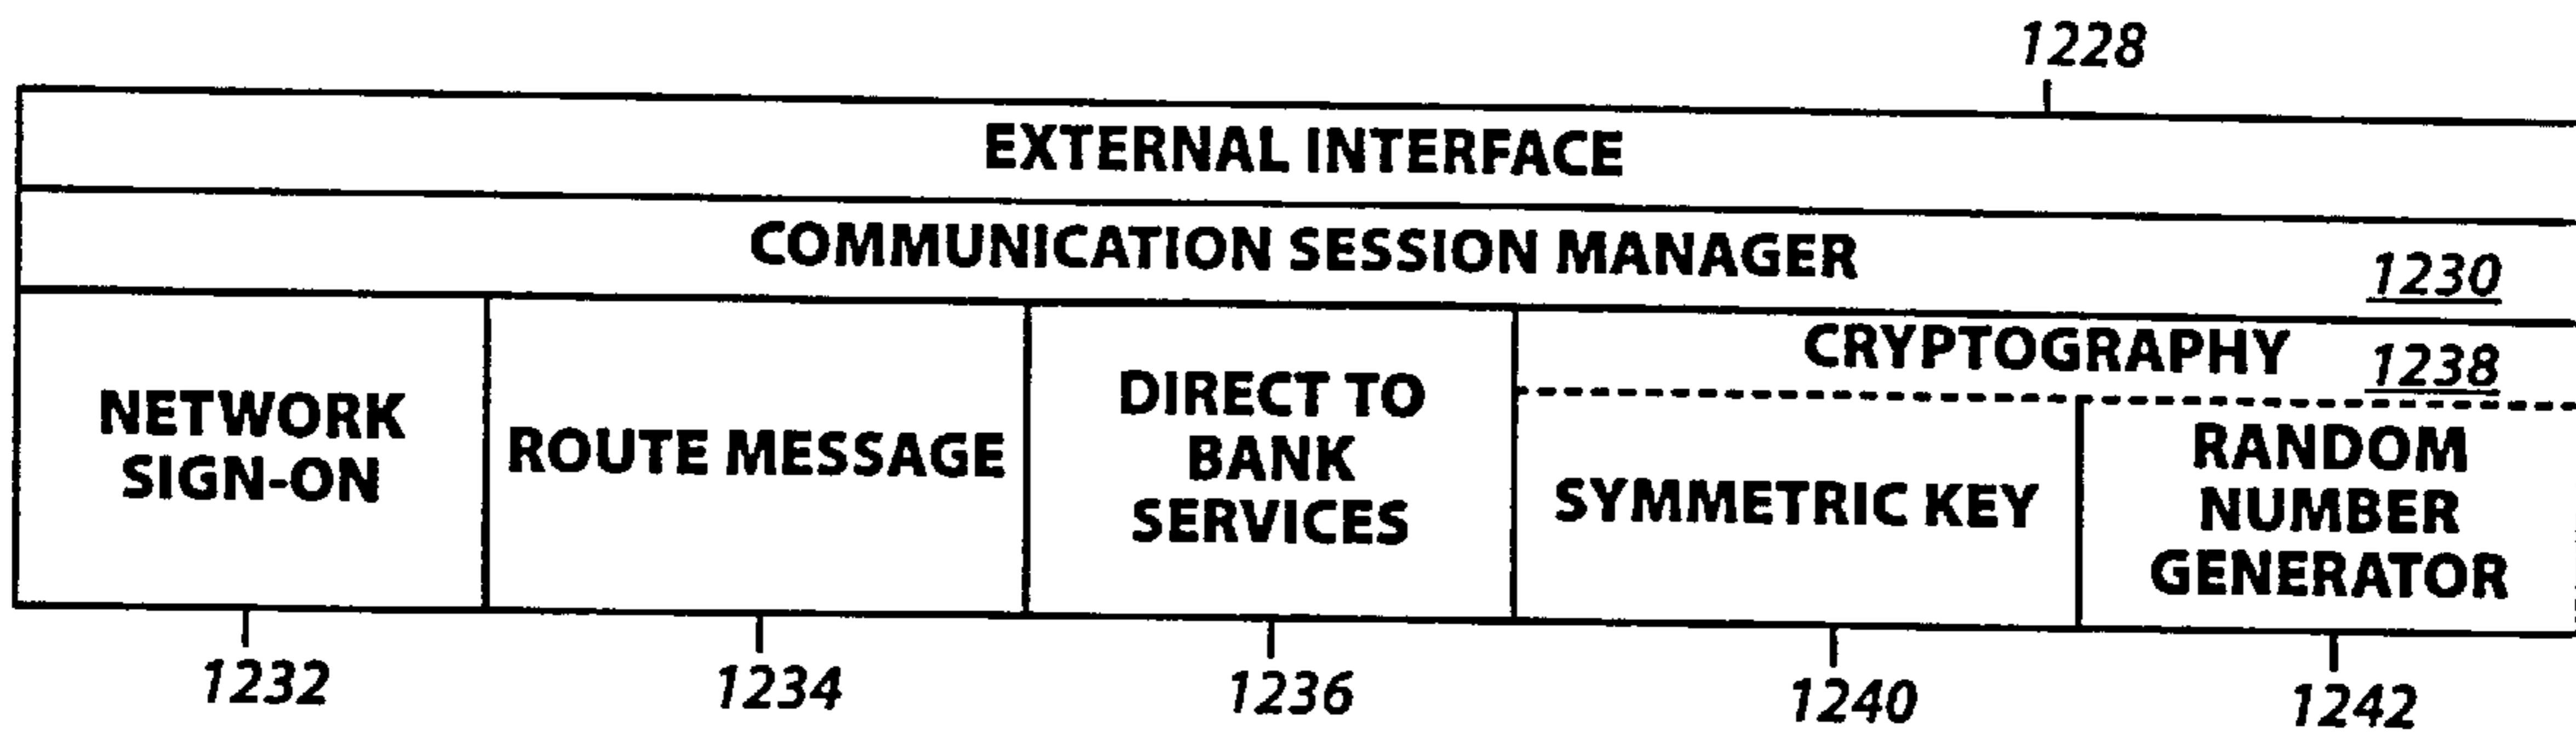 1228
EXTERNAL INTERFACE
COMMUNICATION SESSION MANAGER
1230
NETWORK
SIGN-ON
ROUTE MESSAGE
DIRECT TO
BANK
SERVICES
CRYPTOGRAPHY
1238
SYMMETRIC KEY
RANDOM
NUMBER
GENERATOR
1232
1234
1236
1240
1242